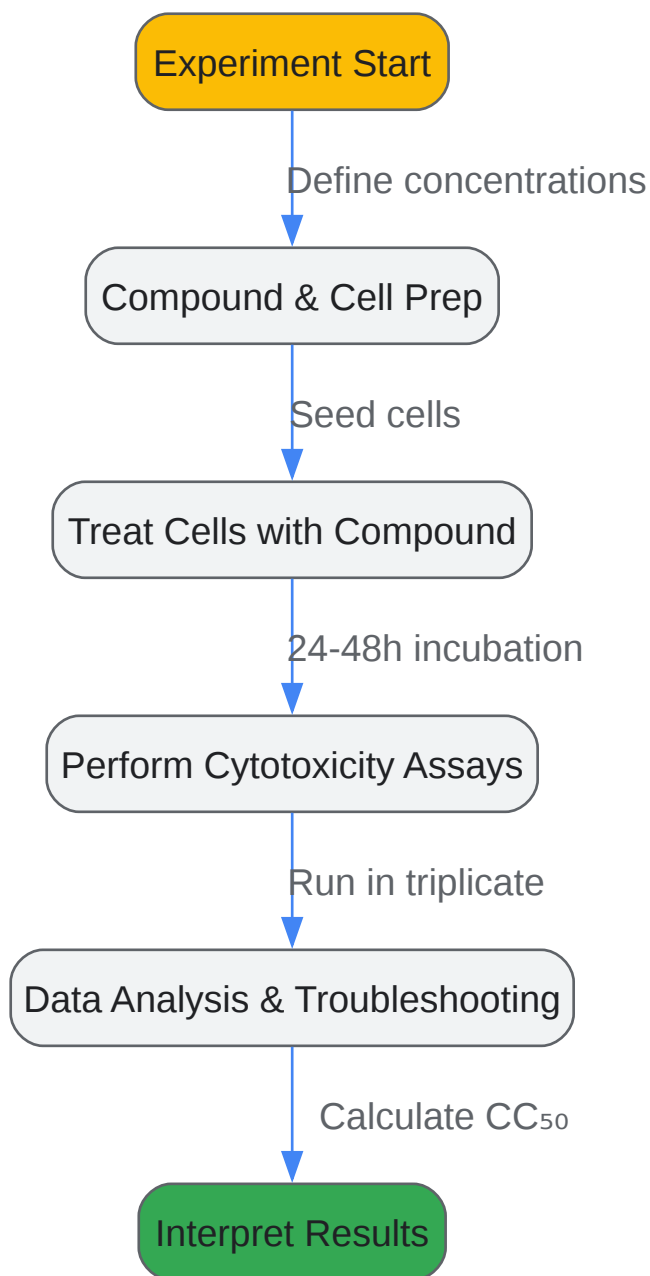 Experiment Start
Define concentrations
Compound & Cell Prep
Seed cells
Treat Cells with Compound
24-48h incubation
Perform Cytotoxicity Assays
Run in triplicate
Data Analysis & Troubleshooting
Calculate CC₅₀
Interpret Results